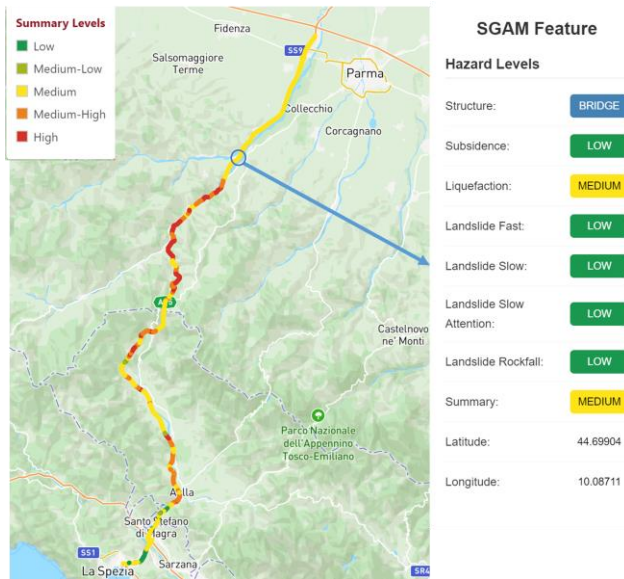 Summary Levels
Low
Medium-Low
Medium
Medium-High
High
Fidenza
Salsomaggiore
Terme
SS9
Parma
Collecchio
Corcagnano
Castelnovo
ne' Monti
Parco Nazionale
dell'Appennino
Tosco-Emiliano
Aulla
Santo Stefano
di Magra
SS1
La Spezia
Sarzana
SGAM Feature
Hazard Levels
Structure: BRIDGE
Subsidence: LOW
Liquefaction: MEDIUM
Landslide Fast: LOW
Landslide Slow: LOW
Landslide Slow
Attention: LOW
Landslide Rockfall: LOW
Summary: MEDIUM
Latitude: 44.69904
Longitude: 10.08711